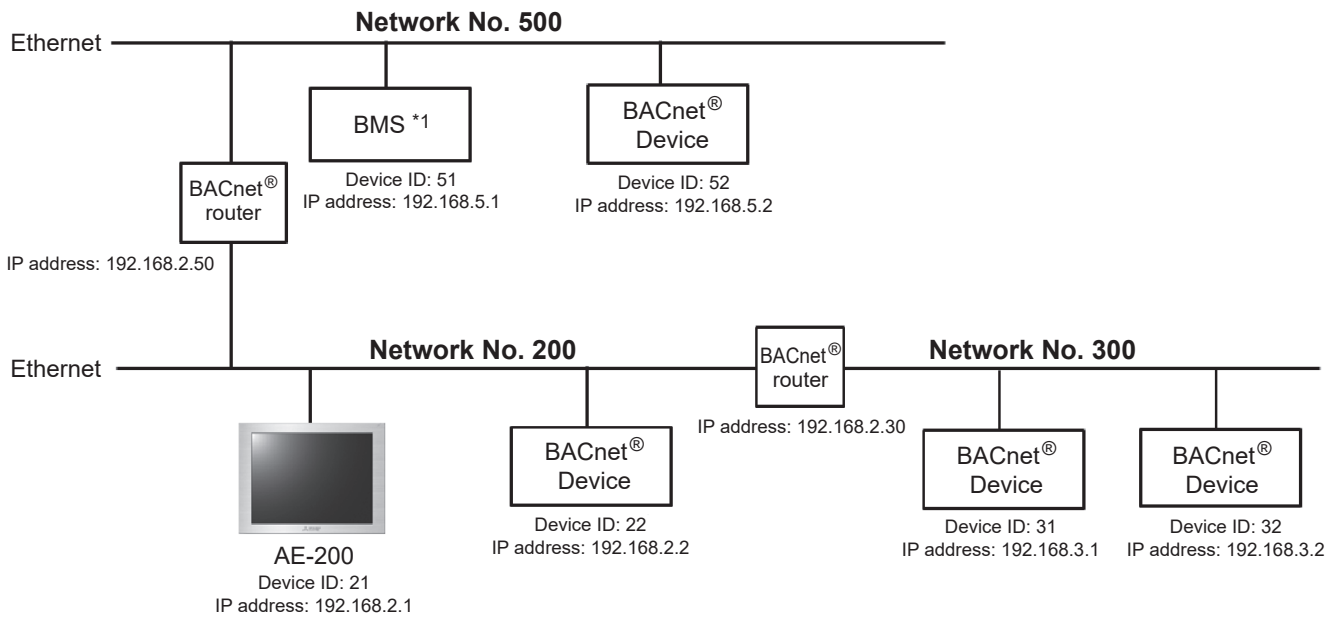 Network No. 500
Ethernet
BMS *1
BACnet®
Device
BACnet®
router
Device ID: 51
IP address: 192.168.5.1
Device ID: 52
IP address: 192.168.5.2
IP address: 192.168.2.50
Network No. 200
Network No. 300
Ethernet
BACnet®
router
IP address: 192.168.2.30
BACnet®
Device
BACnet®
Device
BACnet®
Device
Device ID: 22
IP address: 192.168.2.2
Device ID: 31
IP address: 192.168.3.1
Device ID: 32
IP address: 192.168.3.2
AE-200
Device ID: 21
IP address: 192.168.2.1